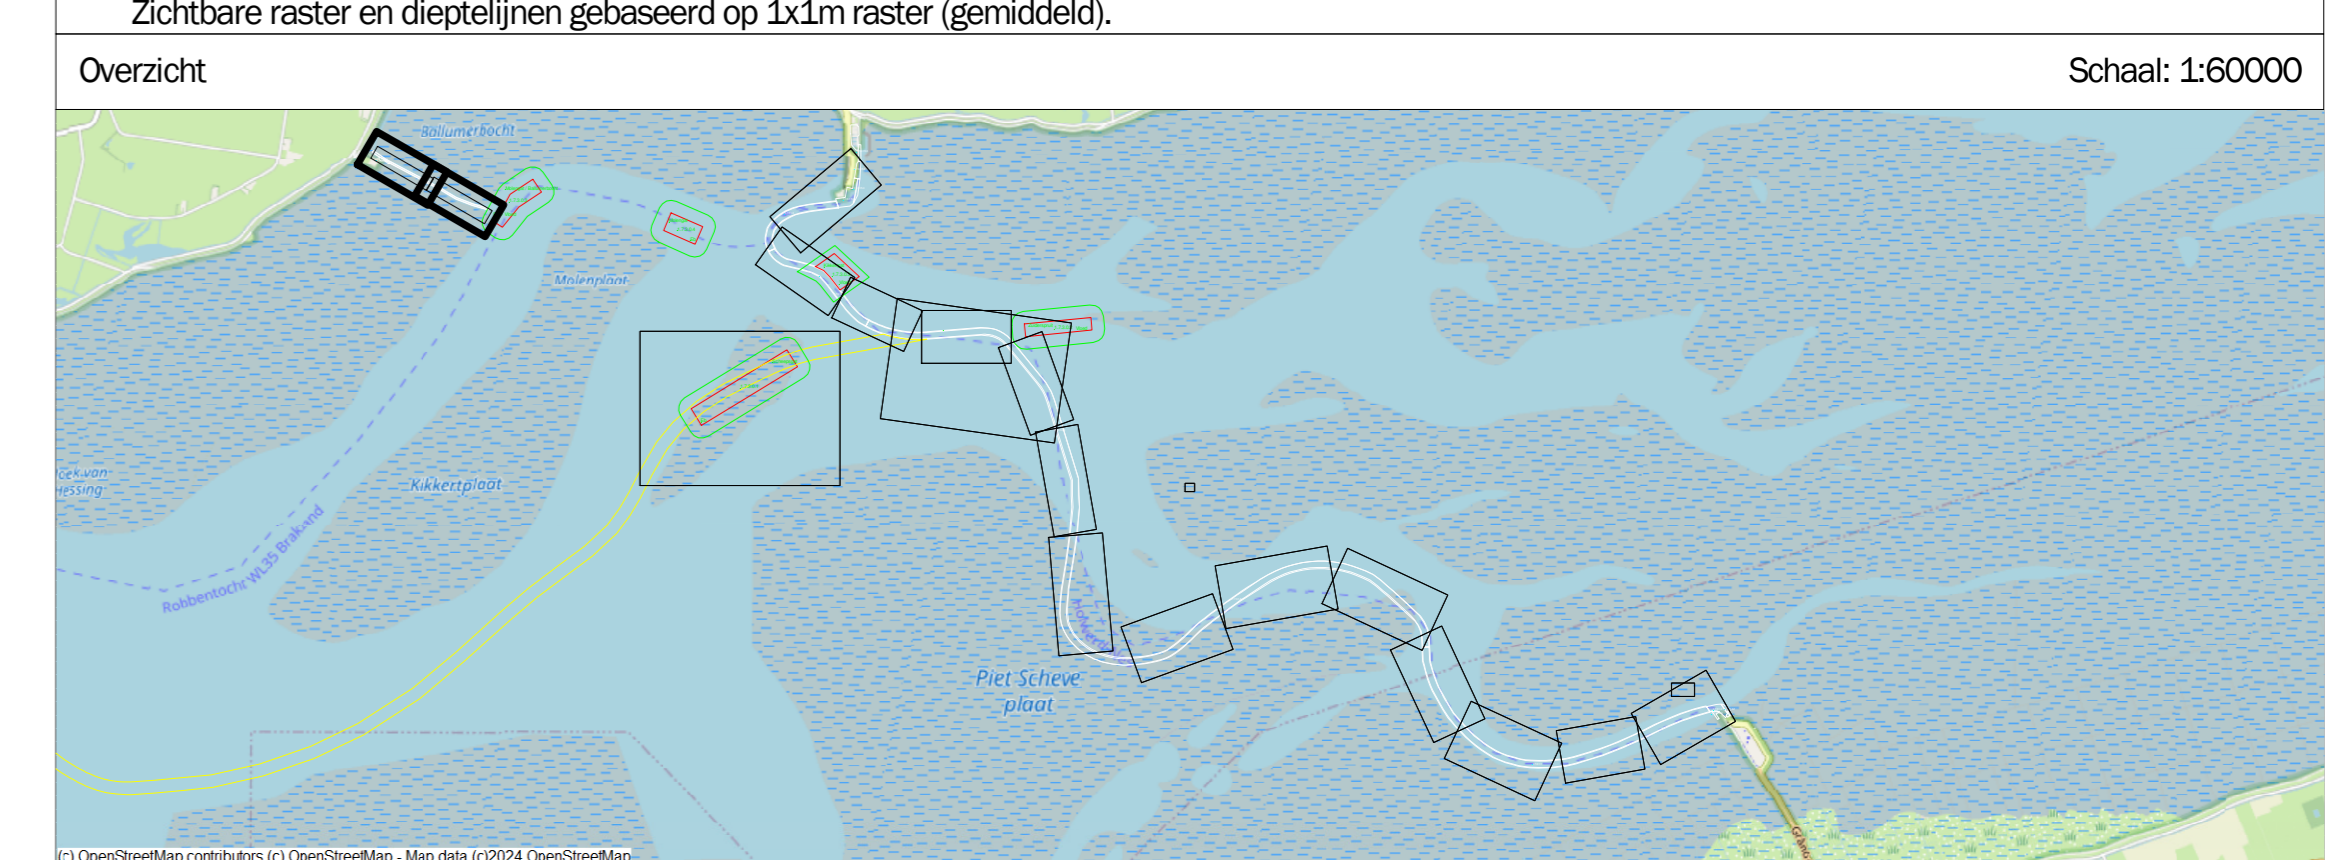 Zichtbare raster en dieptelijnen gebaseerd op 1x1m raster (gemiddeld).
Overzicht
Schaal: 1:60000
Ballumerbocht
Molenplaat
Kikkertplaat
Robbentocht WL35 Brakzand
Piet Scheve
plaat
(c) OpenStreetMap contributors (c) OpenStreetMap - Map data (c)2024 OpenStreetMap